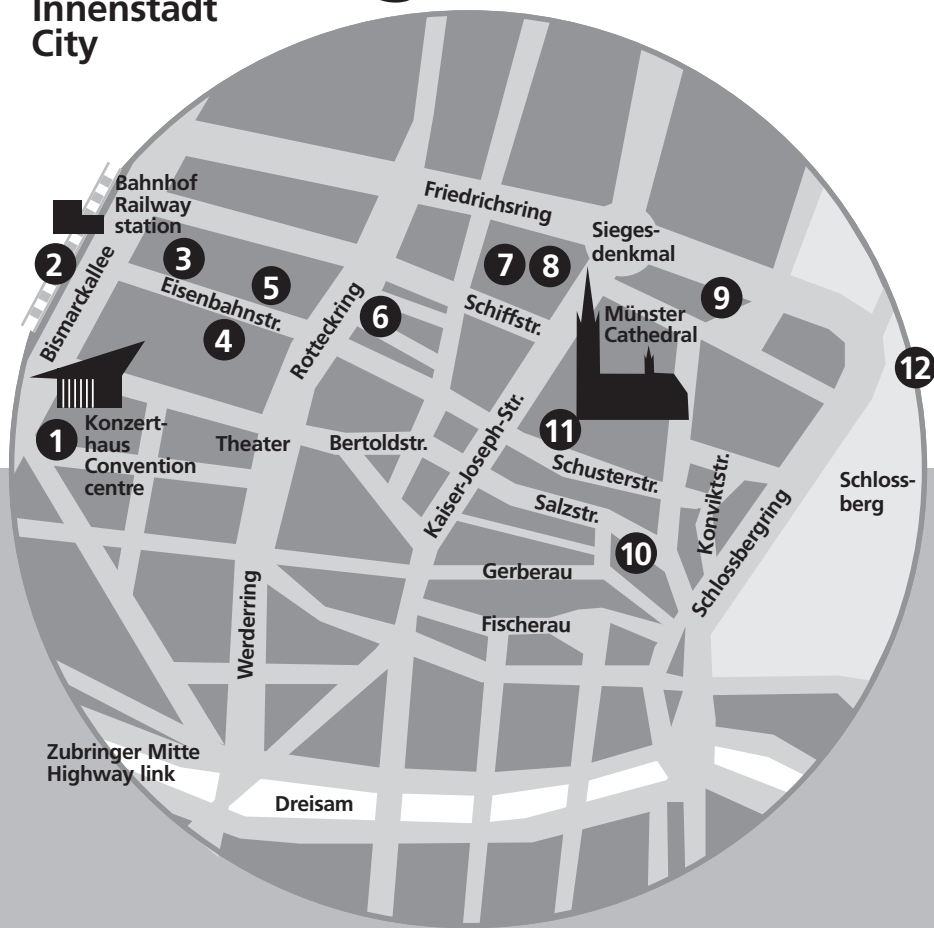 Innenstadt
City
Bahnhof
Railway
station
Friedrichsring
Sieges-
denkmal
2
3
5
7
8
9
Bismarckallee
Eisenbahnstr.
4
Rotteckring
6
Schiffstr.
Münster
Cathedral
12
1
Konzert-
haus
Convention
centre
Theater
Bertoldstr.
Kaiser-Joseph-Str.
11
Schusterstr.
Konviktstr.
Schloss-
berg
Salzstr.
10
Schlossbergring
Gerberau
Fischerau
Werderring
Zubringer Mitte
Highway link
Dreisam